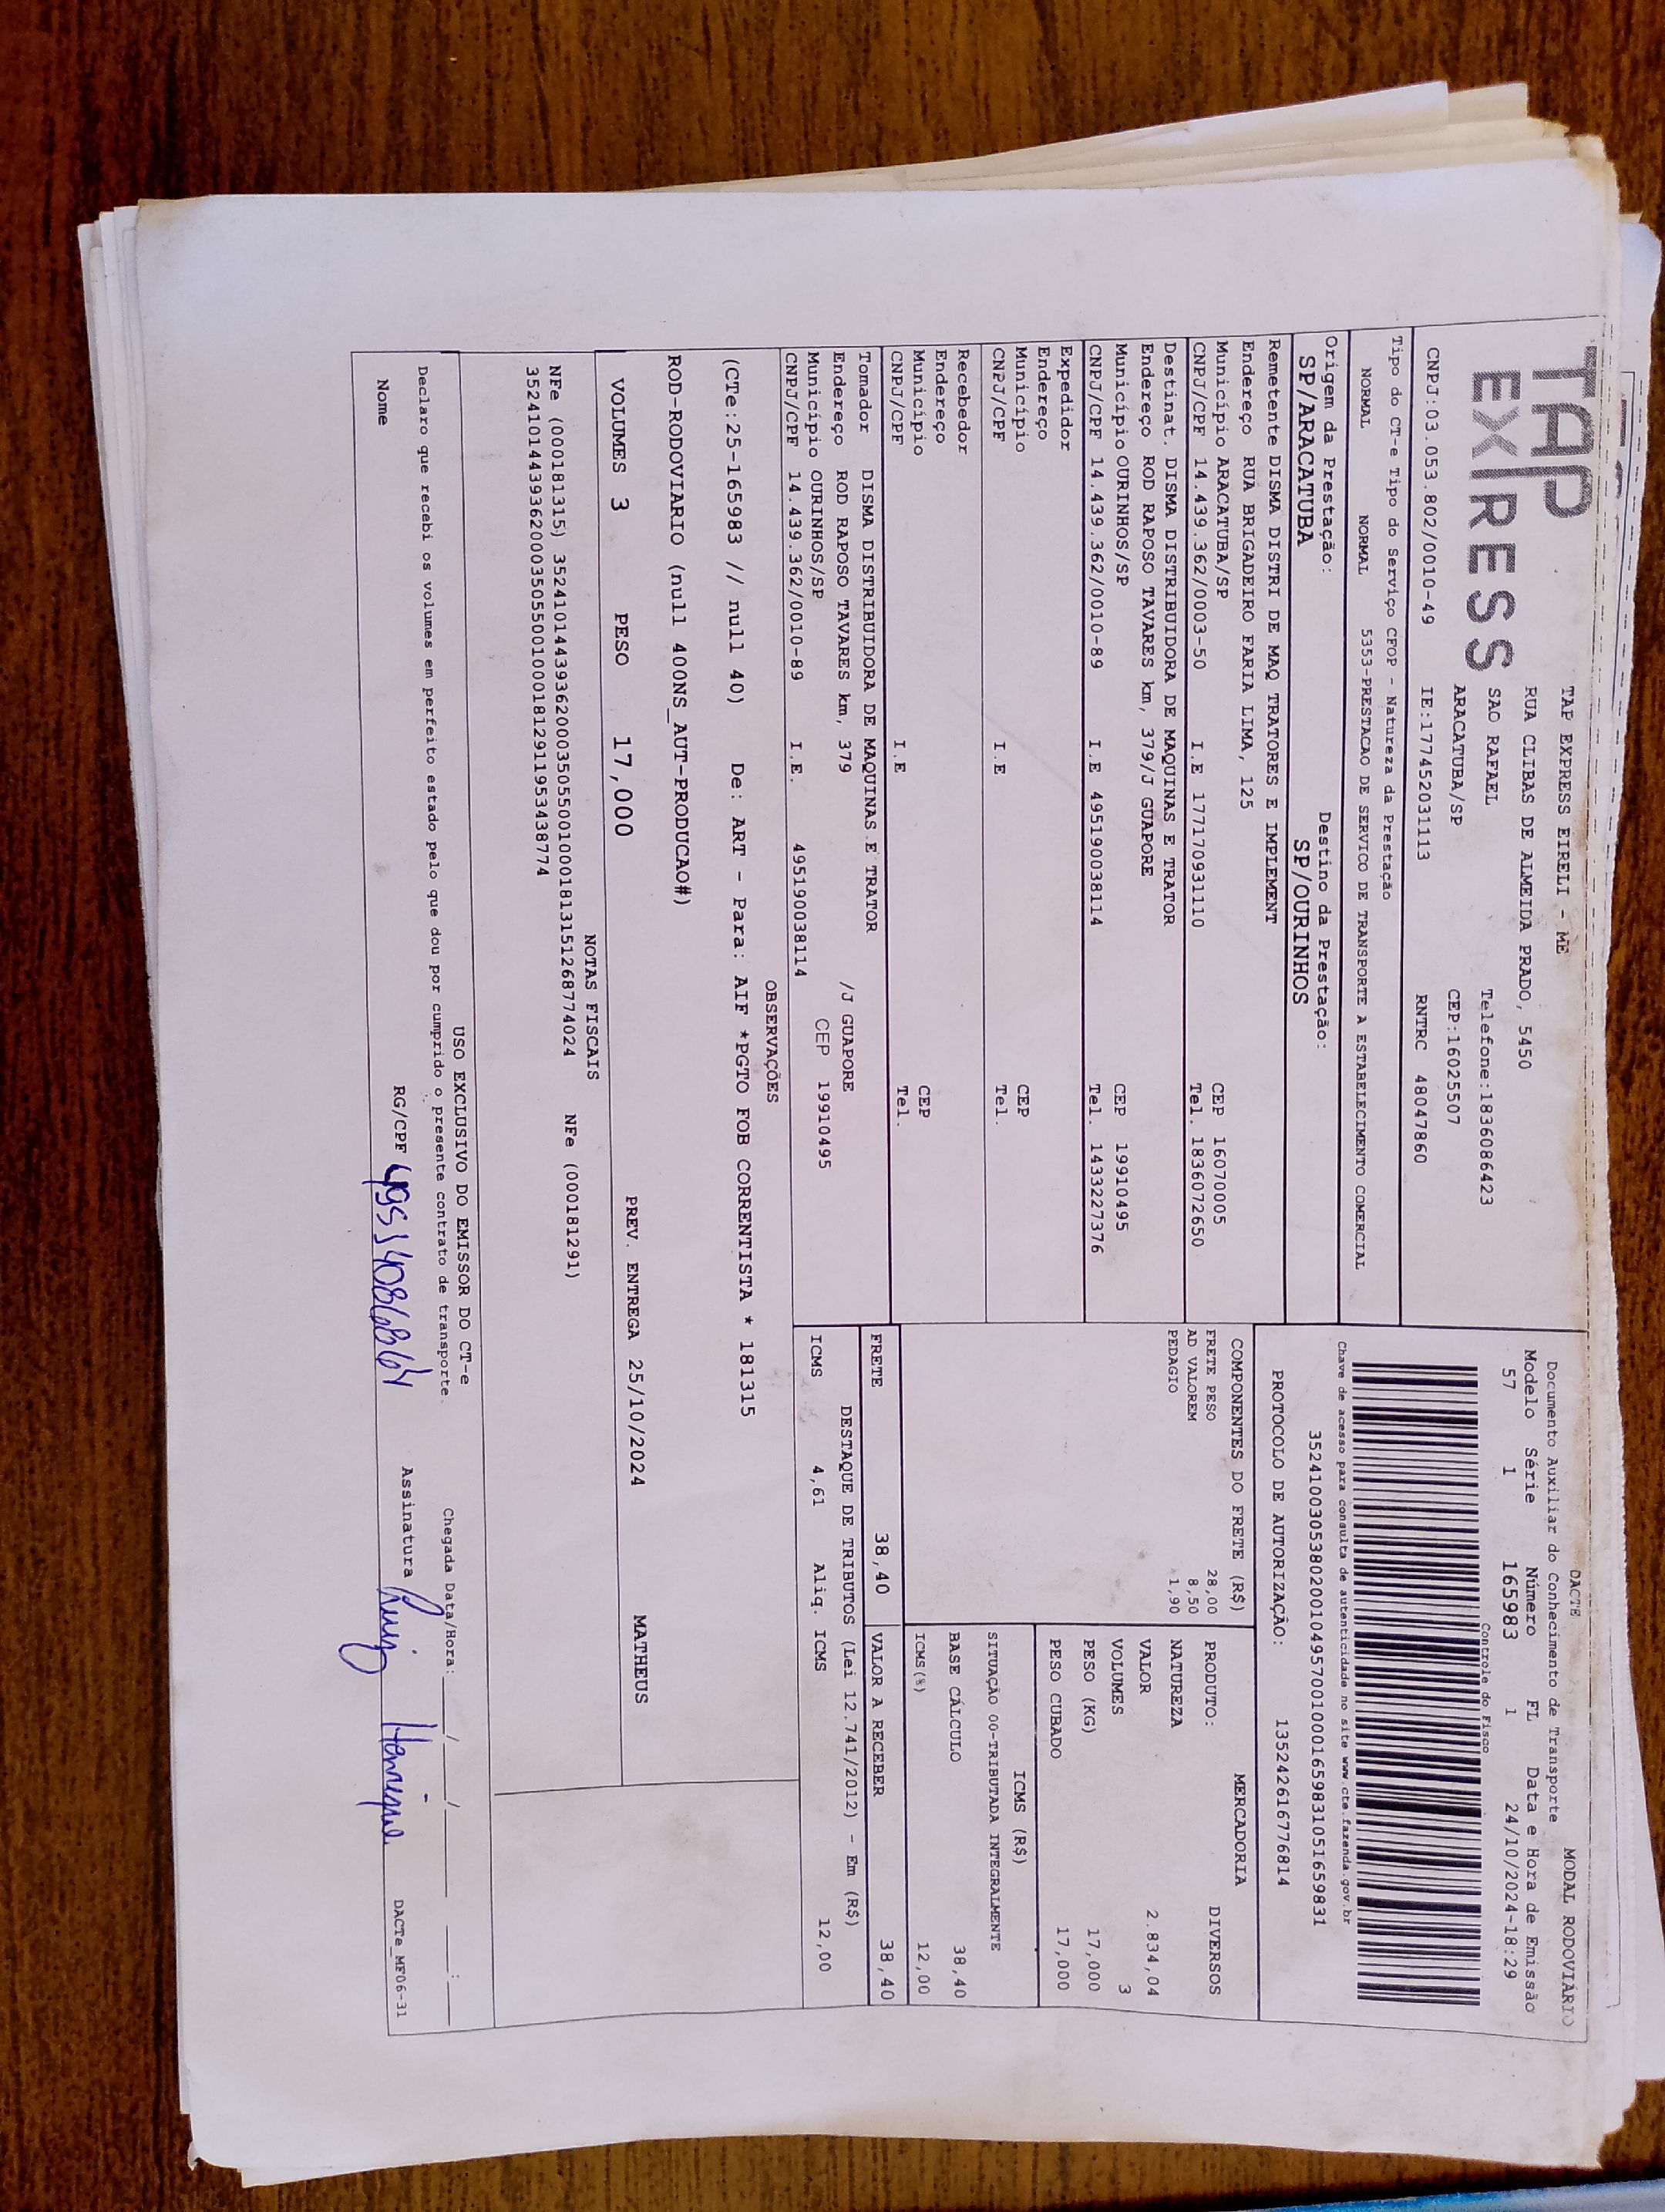 TAP
EXPRESS
TAP EXPRESS EIRELI - ME
RUA CLIBAS DE ALMEIDA PRADO, 5450
SAO RAFAEL Telefone:1836086423
ARACATUBA/SP CEP:16025507
CNPJ:03.053.802/0010-49 IE:177452031113 RNTRC 48047860
DACTE MODAL RODOVIÁRIO
Documento Auxiliar do Conhecimento de Transporte
Modelo Série Número FL Data e Hora de Emissão
57 1 165983 1 24/10/2024-18:29
Controle do Fisco
Chave de acesso para consulta de autenticidade no site www.cte.fazenda.gov.br
35241003053802001049570010001659831051659831
PROTOCOLO DE AUTORIZAÇÃO: 135242616776814
Tipo do CT-e Tipo do Serviço CFOP - Natureza da Prestação
NORMAL NORMAL 5353-PRESTACAO DE SERVICO DE TRANSPORTE A ESTABELECIMENTO COMERCIAL
Origem da Prestação: Destino da Prestação:
SP/ARACATUBA SP/OURINHOS
Remetente DISMA DISTRI DE MAQ TRATORES E IMPLEMENT
Endereço RUA BRIGADEIRO FARIA LIMA, 125
Município ARACATUBA/SP CEP 16070005
CNPJ/CPF 14.439.362/0003-50 I.E 177170931110 Tel. 1836072650
Destinat. DISMA DISTRIBUIDORA DE MAQUINAS E TRATOR
Endereço ROD RAPOSO TAVARES km, 379/J GUAPORE
Município OURINHOS/SP CEP 19910495
CNPJ/CPF 14.439.362/0010-89 I.E 495190038114 Tel. 1433227376
Expedidor
Endereço
Município CEP
CNPJ/CPF I.E Tel.
Recebedor
Endereço
Município CEP
CNPJ/CPF I.E Tel.
Tomador DISMA DISTRIBUIDORA DE MAQUINAS E TRATOR
Endereço ROD RAPOSO TAVARES km, 379 /J GUAPORE
Município OURINHOS/SP CEP 19910495
CNPJ/CPF 14.439.362/0010-89 I.E. 495190038114
COMPONENTES DO FRETE (R$)
FRETE PESO 28,00
AD VALOREM 8,50
PEDAGIO 1,90
MERCADORIA
PRODUTO: DIVERSOS
NATUREZA
VALOR 2.834,04
VOLUMES 3
PESO (KG) 17,000
PESO CUBADO 17,000
ICMS (R$)
SITUAÇÃO 00-TRIBUTADA INTEGRALMENTE
BASE CÁLCULO 38,40
ICMS(%) 12,00
FRETE 38,40 VALOR A RECEBER 38,40
DESTAQUE DE TRIBUTOS (Lei 12.741/2012) - Em (R$)
ICMS 4,61 Aliq. ICMS 12,00
OBSERVAÇÕES
(CTe:25-165983 // null 40) De: ART - Para: AIF *PGTO FOB CORRENTISTA * 181315
ROD-RODOVIARIO (null 400NS_AUT-PRODUCAO#)
VOLUMES 3 PESO 17,000 PREV. ENTREGA 25/10/2024 MATHEUS
NOTAS FISCAIS
NFe (000181315) 35241014439362000350550010001813151268774024 NFe (000181291)
35241014439362000350550010001812911953438774
USO EXCLUSIVO DO EMISSOR DO CT-e
Declaro que recebi os volumes em perfeito estado pelo que dou por cumprido o presente contrato de transporte. Chegada Data/Hora: ____/____/____ ____:____
Nome RG/CPF Assinatura Henrique DACTe_MF06-31